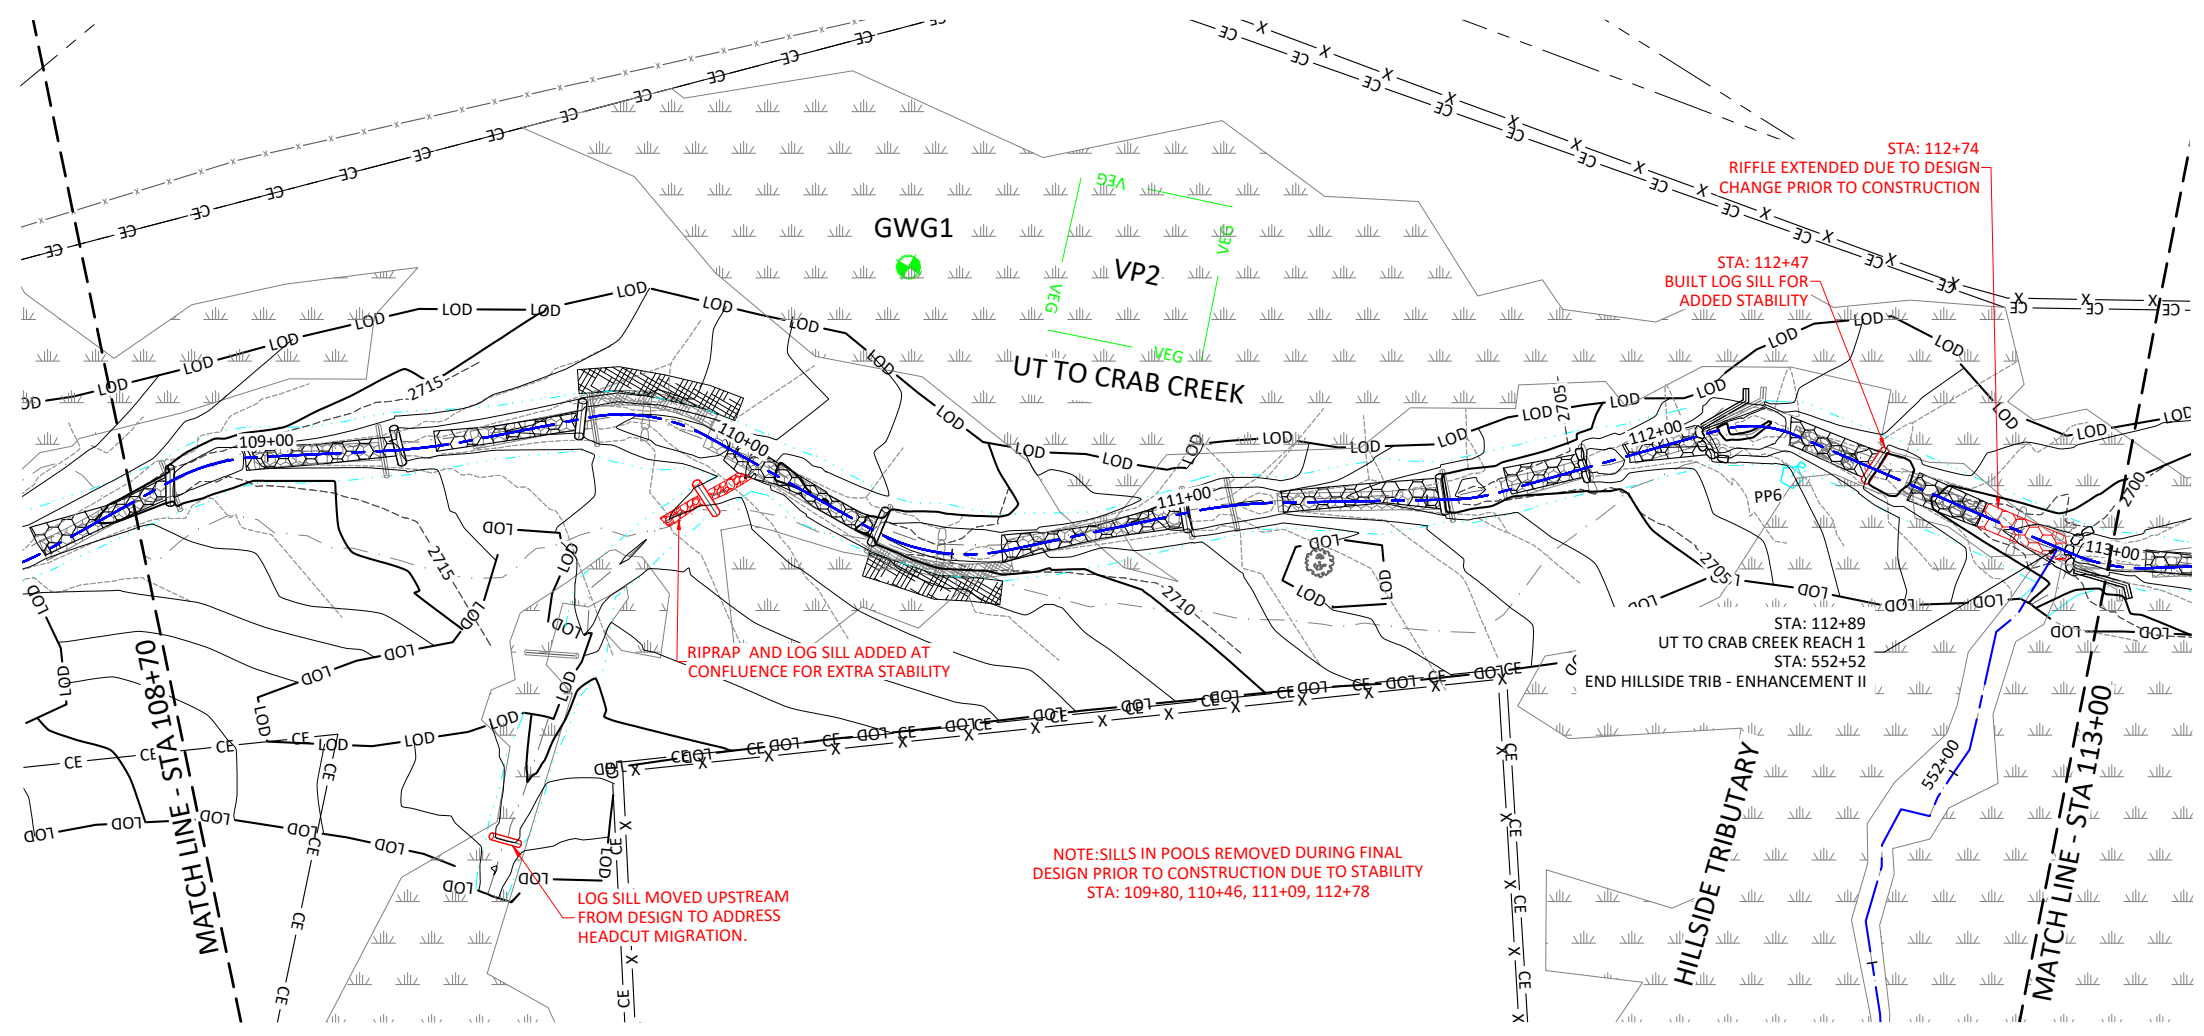 STA: 112+74
RIFFLE EXTENDED DUE TO DESIGN
CHANGE PRIOR TO CONSTRUCTION
STA: 112+47
BUILT LOG SILL FOR
ADDED STABILITY
GWG1
VP2
VEG
VEG
VEG
VEG
UT TO CRAB CREEK
109+00
110+00
111+00
112+00
113+00
2715
2715
2710
2705
2705
2700
PP6
RIPRAP AND LOG SILL ADDED AT
CONFLUENCE FOR EXTRA STABILITY
STA: 112+89
UT TO CRAB CREEK REACH 1
STA: 552+52
END HILLSIDE TRIB - ENHANCEMENT II
NOTE:SILLS IN POOLS REMOVED DURING FINAL
DESIGN PRIOR TO CONSTRUCTION DUE TO STABILITY
STA: 109+80, 110+46, 111+09, 112+78
LOG SILL MOVED UPSTREAM
FROM DESIGN TO ADDRESS
HEADCUT MIGRATION.
MATCH LINE - STA 108+70
HILLSIDE TRIBUTARY
552+00
MATCH LINE - STA 113+00
CE
X
LOD